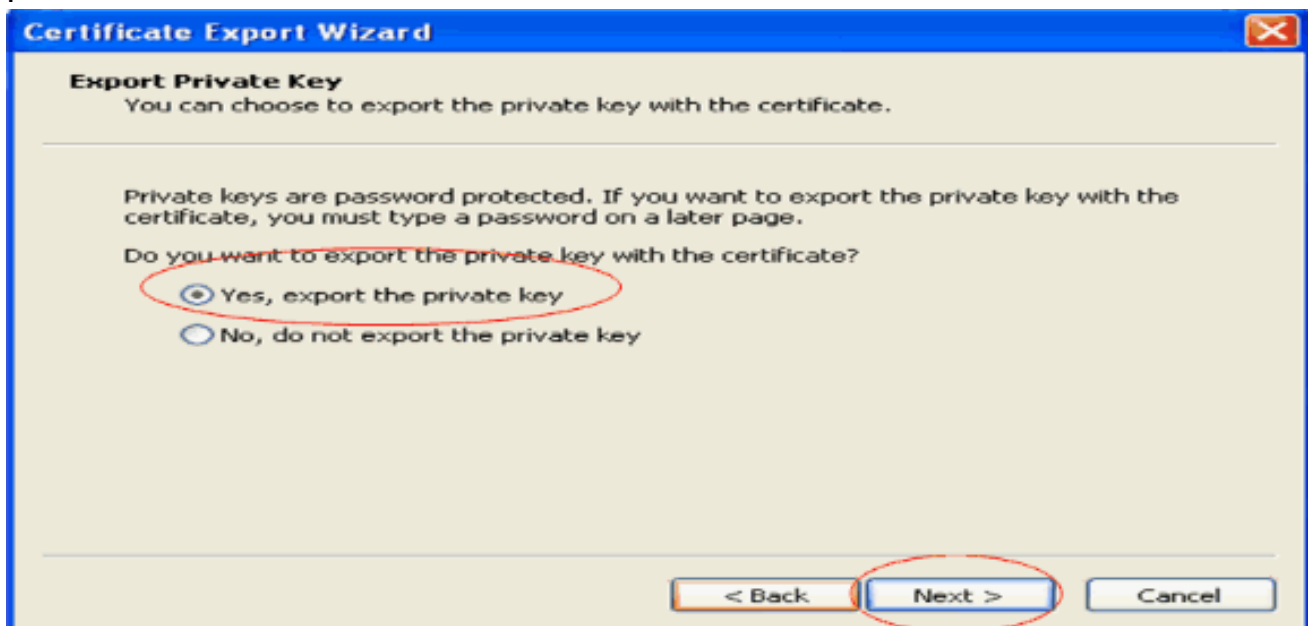 Certificate Export Wizard
Export Private Key
You can choose to export the private key with the certificate.
Private keys are password protected. If you want to export the private key with the
certificate, you must type a password on a later page.
Do you want to export the private key with the certificate?
Yes, export the private key
No, do not export the private key
< Back Next > Cancel